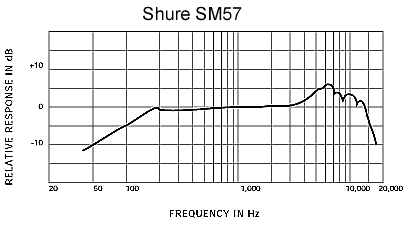 Shure SM57
RELATIVE RESPONSE IN dB
+10
0
-10
20 50 100 1,000 10,000 20,000
FREQUENCY IN Hz